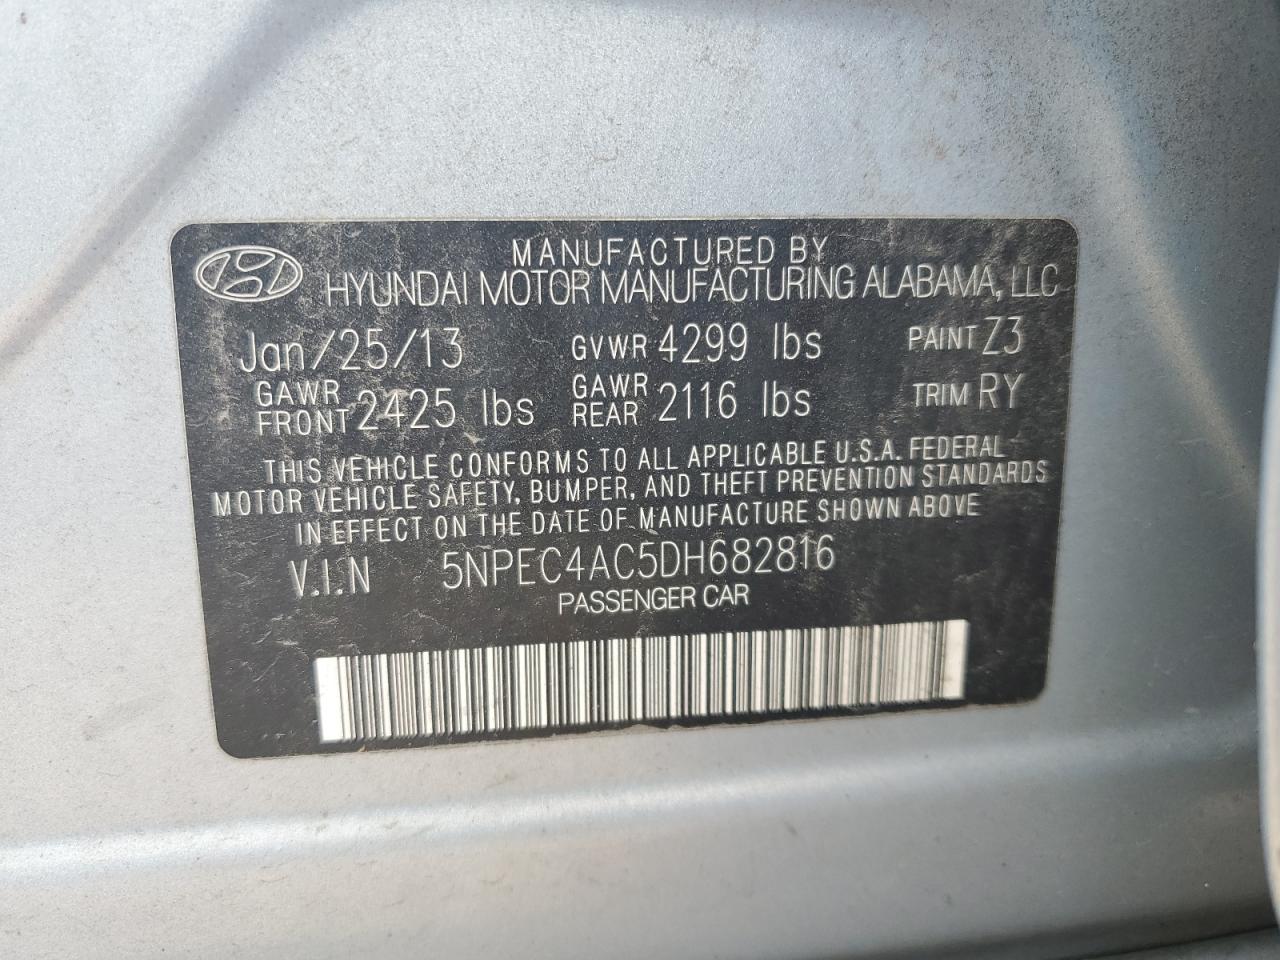 MANUFACTURED BY
HYUNDAI MOTOR MANUFACTURING ALABAMA, LLC
Jan/25/13 GVWR 4299 lbs PAINT Z3
GAWR FRONT 2425 lbs GAWR REAR 2116 lbs TRIM RY
THIS VEHICLE CONFORMS TO ALL APPLICABLE U.S.A. FEDERAL
MOTOR VEHICLE SAFETY, BUMPER, AND THEFT PREVENTION STANDARDS
IN EFFECT ON THE DATE OF MANUFACTURE SHOWN ABOVE
V.I.N 5NPEC4AC5DH682816
PASSENGER CAR